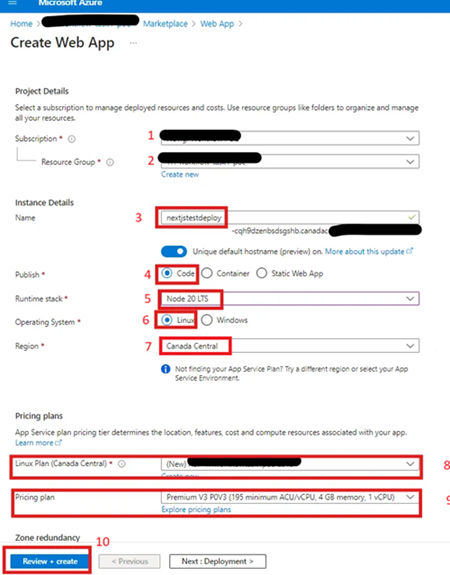 Microsoft Azure
Home > Marketplace > Web App >
Create Web App ...
Project Details
Select a subscription to manage deployed resources and costs. Use resource groups like folders to organize and manage
all your resources.
Subscription * 1
Resource Group * 2
Create new
Instance Details
Name 3 nextjstestdeploy
-cqh9dzenbsdsgshb.canadac
Unique default hostname (preview) on. More about this update
Publish * 4 Code Container Static Web App
Runtime stack * 5 Node 20 LTS
Operating System * 6 Linux Windows
Region * 7 Canada Central
Not finding your App Service Plan? Try a different region or select your App
Service Environment.
Pricing plans
App Service plan pricing tier determines the location, features, cost and compute resources associated with your app.
Learn more
Linux Plan (Canada Central) * (New) 8
Create new
Pricing plan Premium V3 P0V3 (195 minimum ACU/vCPU, 4 GB memory, 1 vCPU) 9
Explore pricing plans
Zone redundancy
10
Review + create < Previous Next : Deployment >